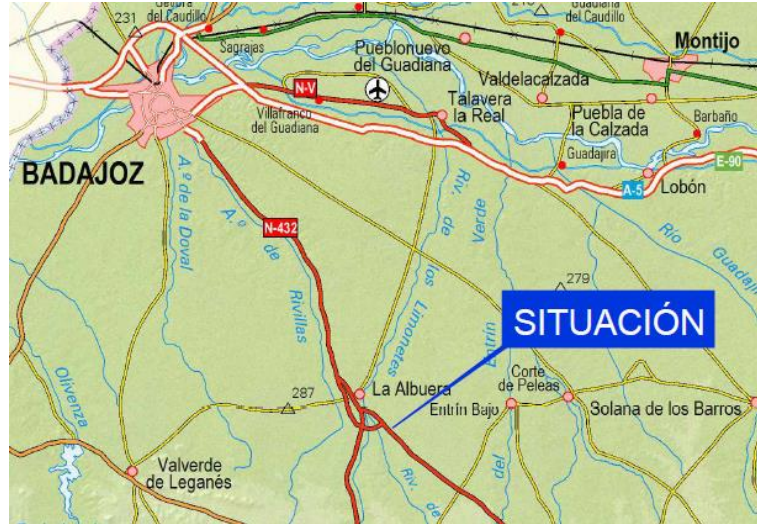 231
del Caudillo
Sagrajas
Guadiana
del Caudillo
Pueblonuevo
del Guadiana
Montijo
Valdelacalzada
N-V
Villafranco
del Guadiana
Talavera
la Real
Puebla de
la Calzada
Barbaño
BADAJOZ
Guadajira
E-90
A-5
Lobón
A.º de la Doval
A.º de Rivillas
N-432
Riv. de los Limonetes
Verde
Entrín
Río
279
SITUACIÓN
Olivenza
287
La Albuera
Entrín Bajo
Corte
de Peleas
Solana de los Barros
Valverde
de Leganés
Riv. de
del